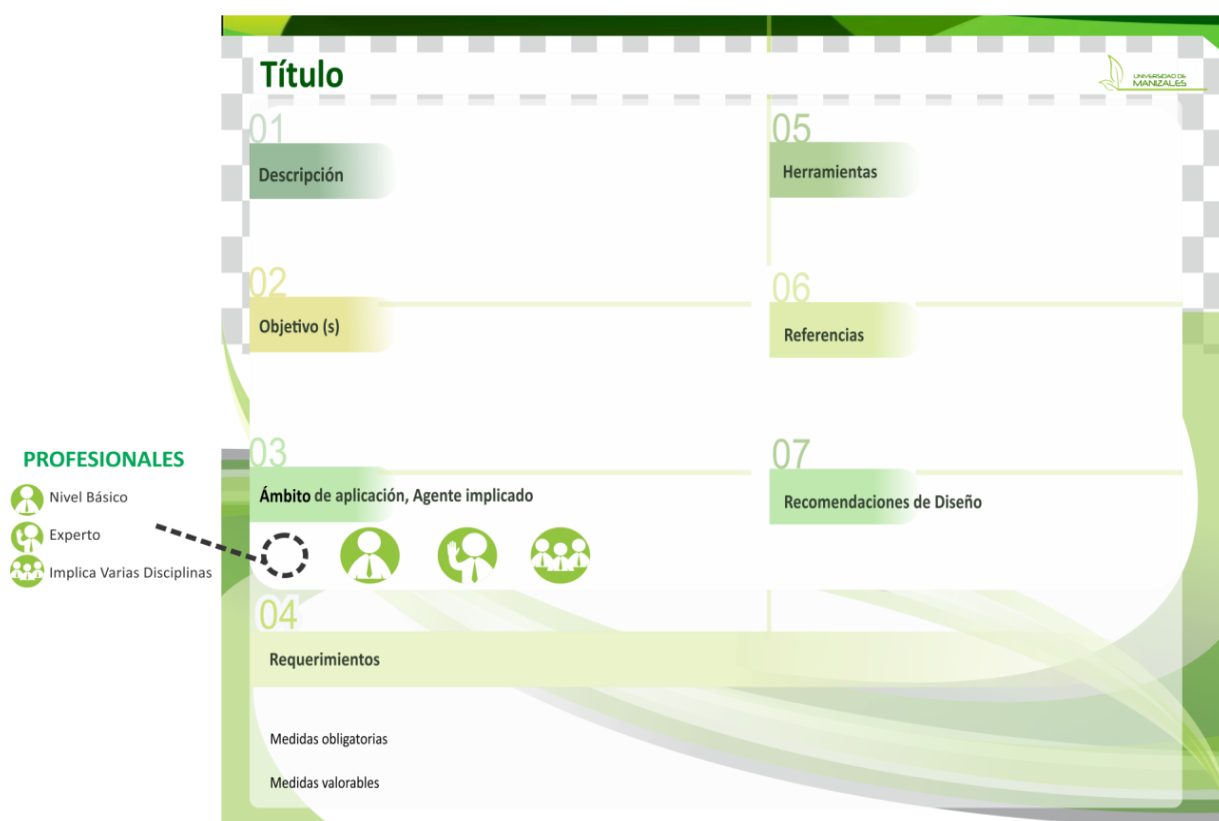 Título
UNIVERSIDAD DE
MANIZALES
01
Descripción
02
Objetivo (s)
03
Ámbito de aplicación, Agente implicado
PROFESIONALES
Nivel Básico
Experto
Implica Varias Disciplinas
04
Requerimientos
Medidas obligatorias
Medidas valorables
05
Herramientas
06
Referencias
07
Recomendaciones de Diseño